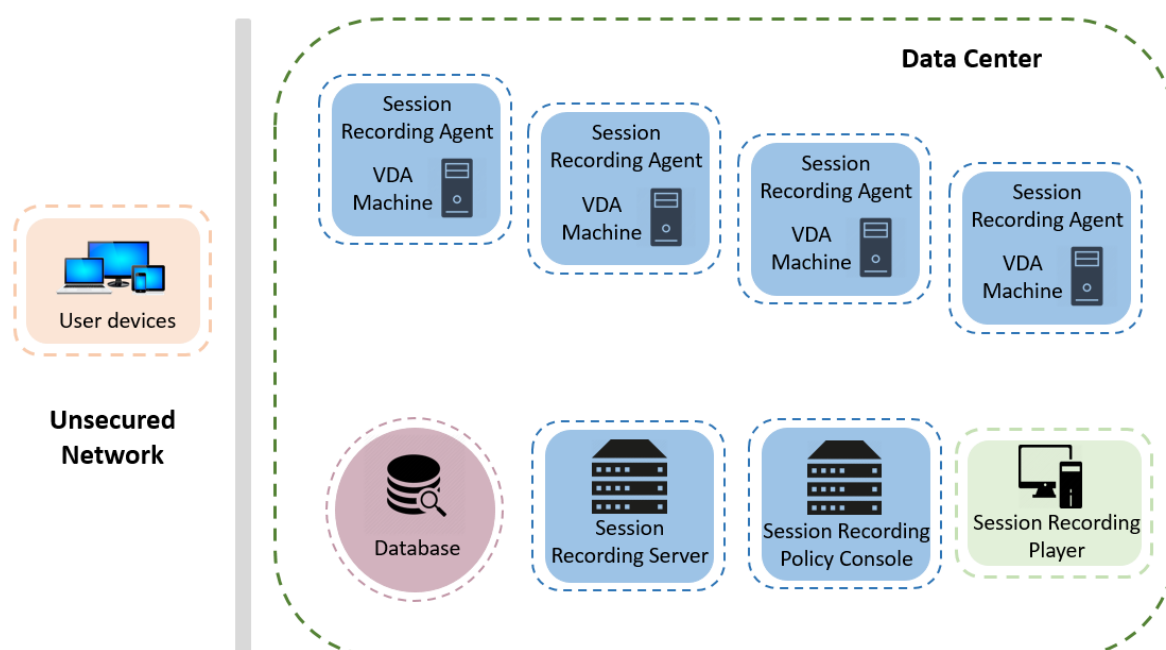 Data Center
Session
Recording Agent
VDA
Machine
Session
Recording Agent
VDA
Machine
Session
Recording Agent
VDA
Machine
Session
Recording Agent
VDA
Machine
User devices
Unsecured
Network
Database
Session
Recording Server
Session Recording
Policy Console
Session Recording
Player